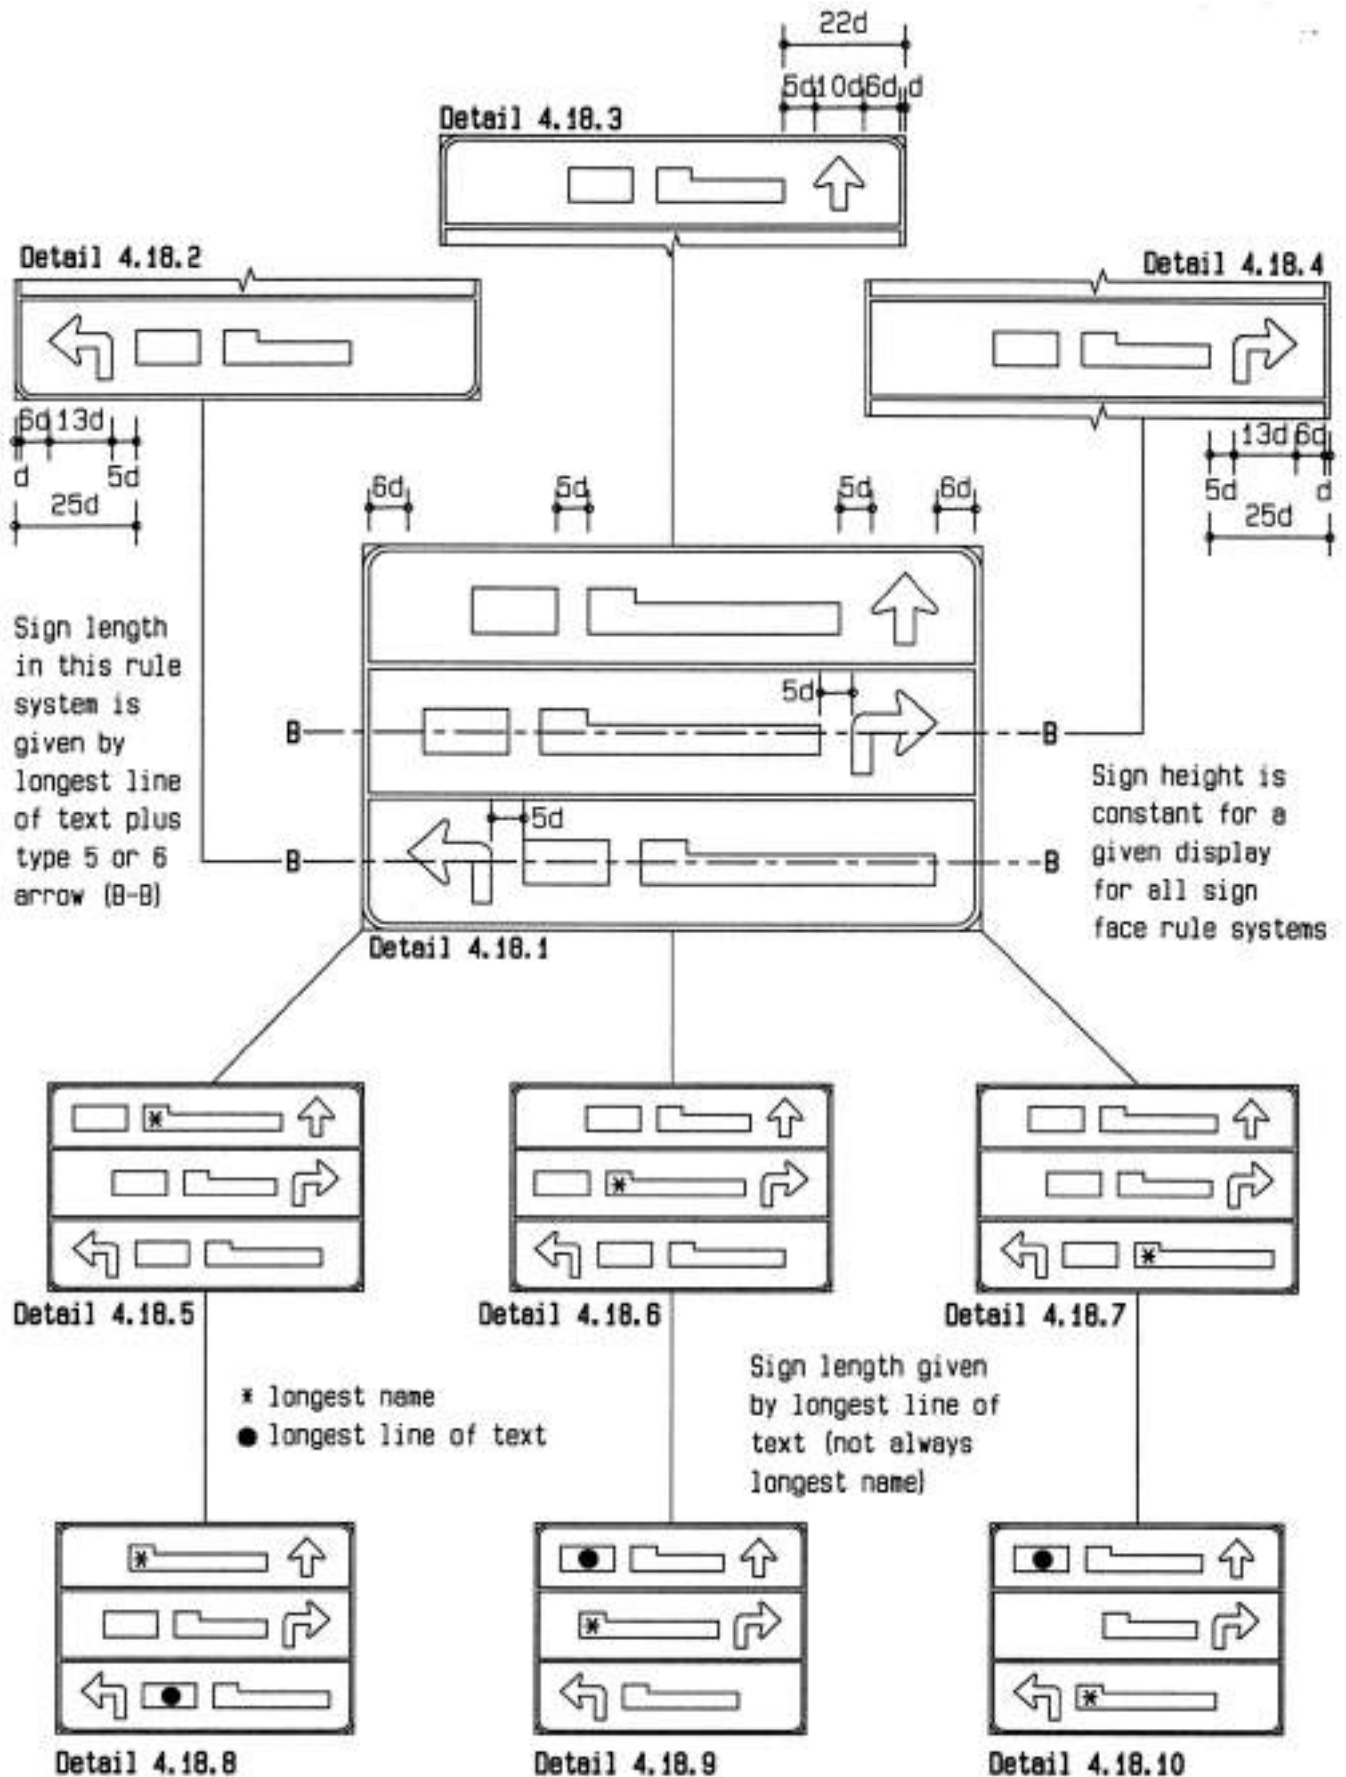 22d
5d 10d 6d d
Detail 4.18.3
Detail 4.18.2
Detail 4.18.4
6d 13d
d 5d
25d
13d 6d
5d d
25d
6d 5d 5d 6d
Sign length
in this rule
system is
given by
longest line
of text plus
type 5 or 6
arrow (B-B)
5d
B B
5d
B B
Sign height is
constant for a
given display
for all sign
face rule systems
Detail 4.18.1
*
*
*
Detail 4.18.5
Detail 4.18.6
Detail 4.18.7
* longest name
● longest line of text
Sign length given
by longest line of
text (not always
longest name)
*
*
*
Detail 4.18.8
Detail 4.18.9
Detail 4.18.10